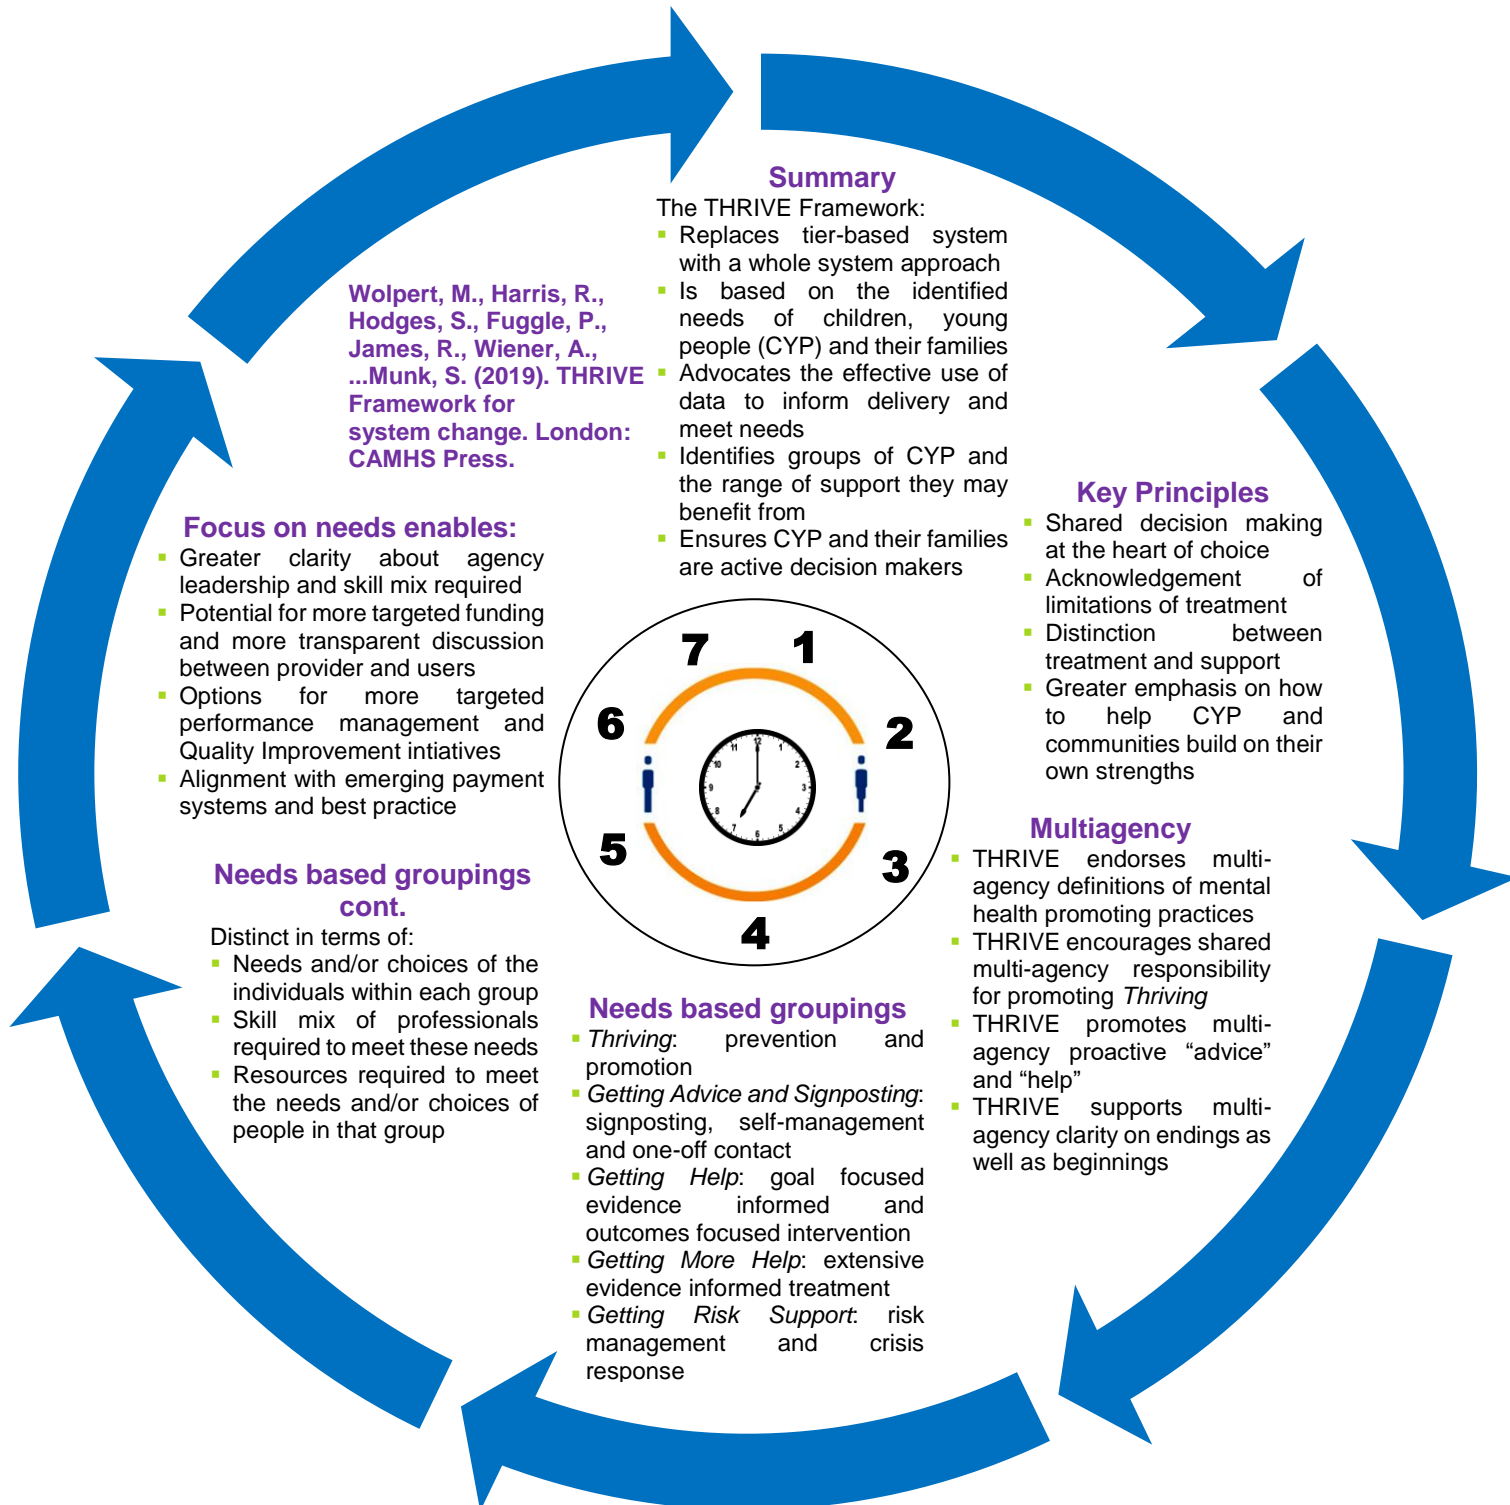 Summary
The THRIVE Framework:
▪ Replaces tier-based system
with a whole system approach
▪ Is based on the identified
needs of children, young
people (CYP) and their families
▪ Advocates the effective use of
data to inform delivery and
meet needs
▪ Identifies groups of CYP and
the range of support they may
benefit from
▪ Ensures CYP and their families
are active decision makers
Key Principles
▪ Shared decision making
at the heart of choice
▪ Acknowledgement of
limitations of treatment
▪ Distinction between
treatment and support
▪ Greater emphasis on how
to help CYP and
communities build on their
own strengths
Multiagency
▪ THRIVE endorses multi-
agency definitions of mental
health promoting practices
▪ THRIVE encourages shared
multi-agency responsibility
for promoting Thriving
▪ THRIVE promotes multi-
agency proactive “advice”
and “help”
▪ THRIVE supports multi-
agency clarity on endings as
well as beginnings
Needs based groupings
▪ Thriving: prevention and
promotion
▪ Getting Advice and Signposting:
signposting, self-management
and one-off contact
▪ Getting Help: goal focused
evidence informed and
outcomes focused intervention
▪ Getting More Help: extensive
evidence informed treatment
▪ Getting Risk Support: risk
management and crisis
response
Needs based groupings
cont.
Distinct in terms of:
▪ Needs and/or choices of the
individuals within each group
▪ Skill mix of professionals
required to meet these needs
▪ Resources required to meet
the needs and/or choices of
people in that group
Focus on needs enables:
▪ Greater clarity about agency
leadership and skill mix required
▪ Potential for more targeted funding
and more transparent discussion
between provider and users
▪ Options for more targeted
performance management and
Quality Improvement intiatives
▪ Alignment with emerging payment
systems and best practice
Wolpert, M., Harris, R.,
Hodges, S., Fuggle, P.,
James, R., Wiener, A.,
...Munk, S. (2019). THRIVE
Framework for
system change. London:
CAMHS Press.
1
2
3
4
5
6
7
12
1
2
3
4
5
6
7
8
9
10
11